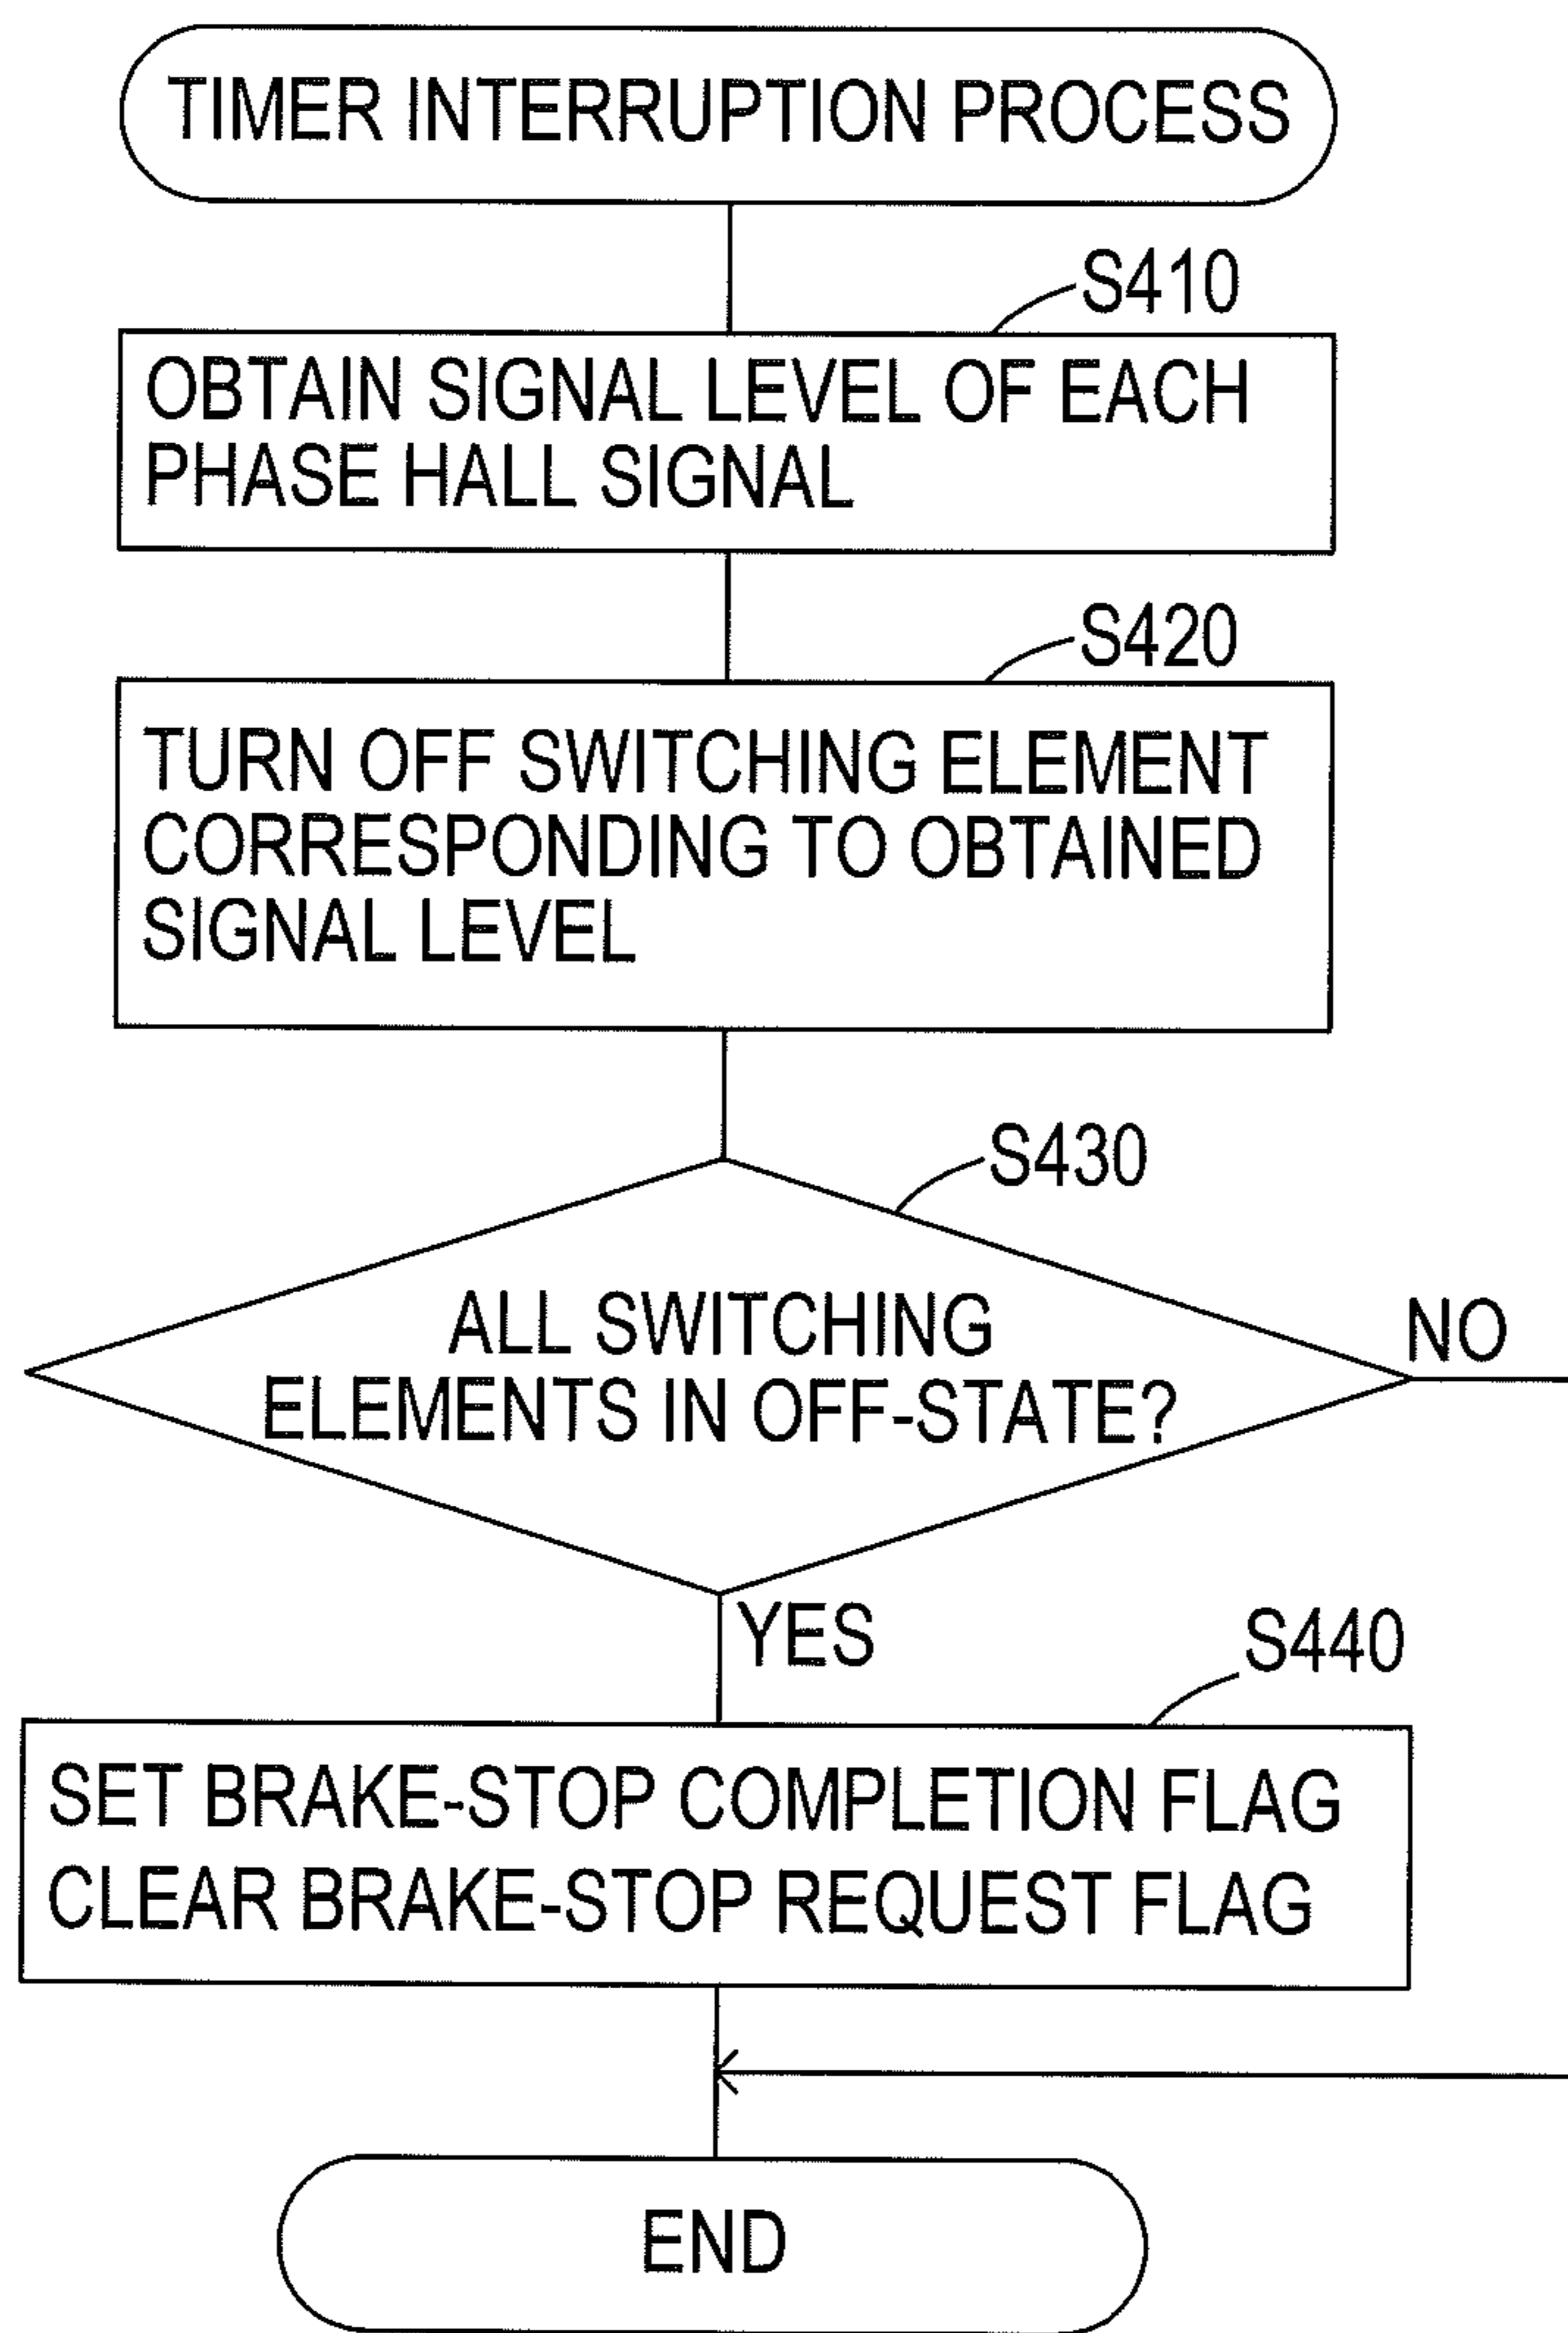 TIMER INTERRUPTION PROCESS
S410
OBTAIN SIGNAL LEVEL OF EACH
PHASE HALL SIGNAL
S420
TURN OFF SWITCHING ELEMENT
CORRESPONDING TO OBTAINED
SIGNAL LEVEL
S430
ALL SWITCHING
ELEMENTS IN OFF-STATE?
NO
YES
S440
SET BRAKE-STOP COMPLETION FLAG
CLEAR BRAKE-STOP REQUEST FLAG
END